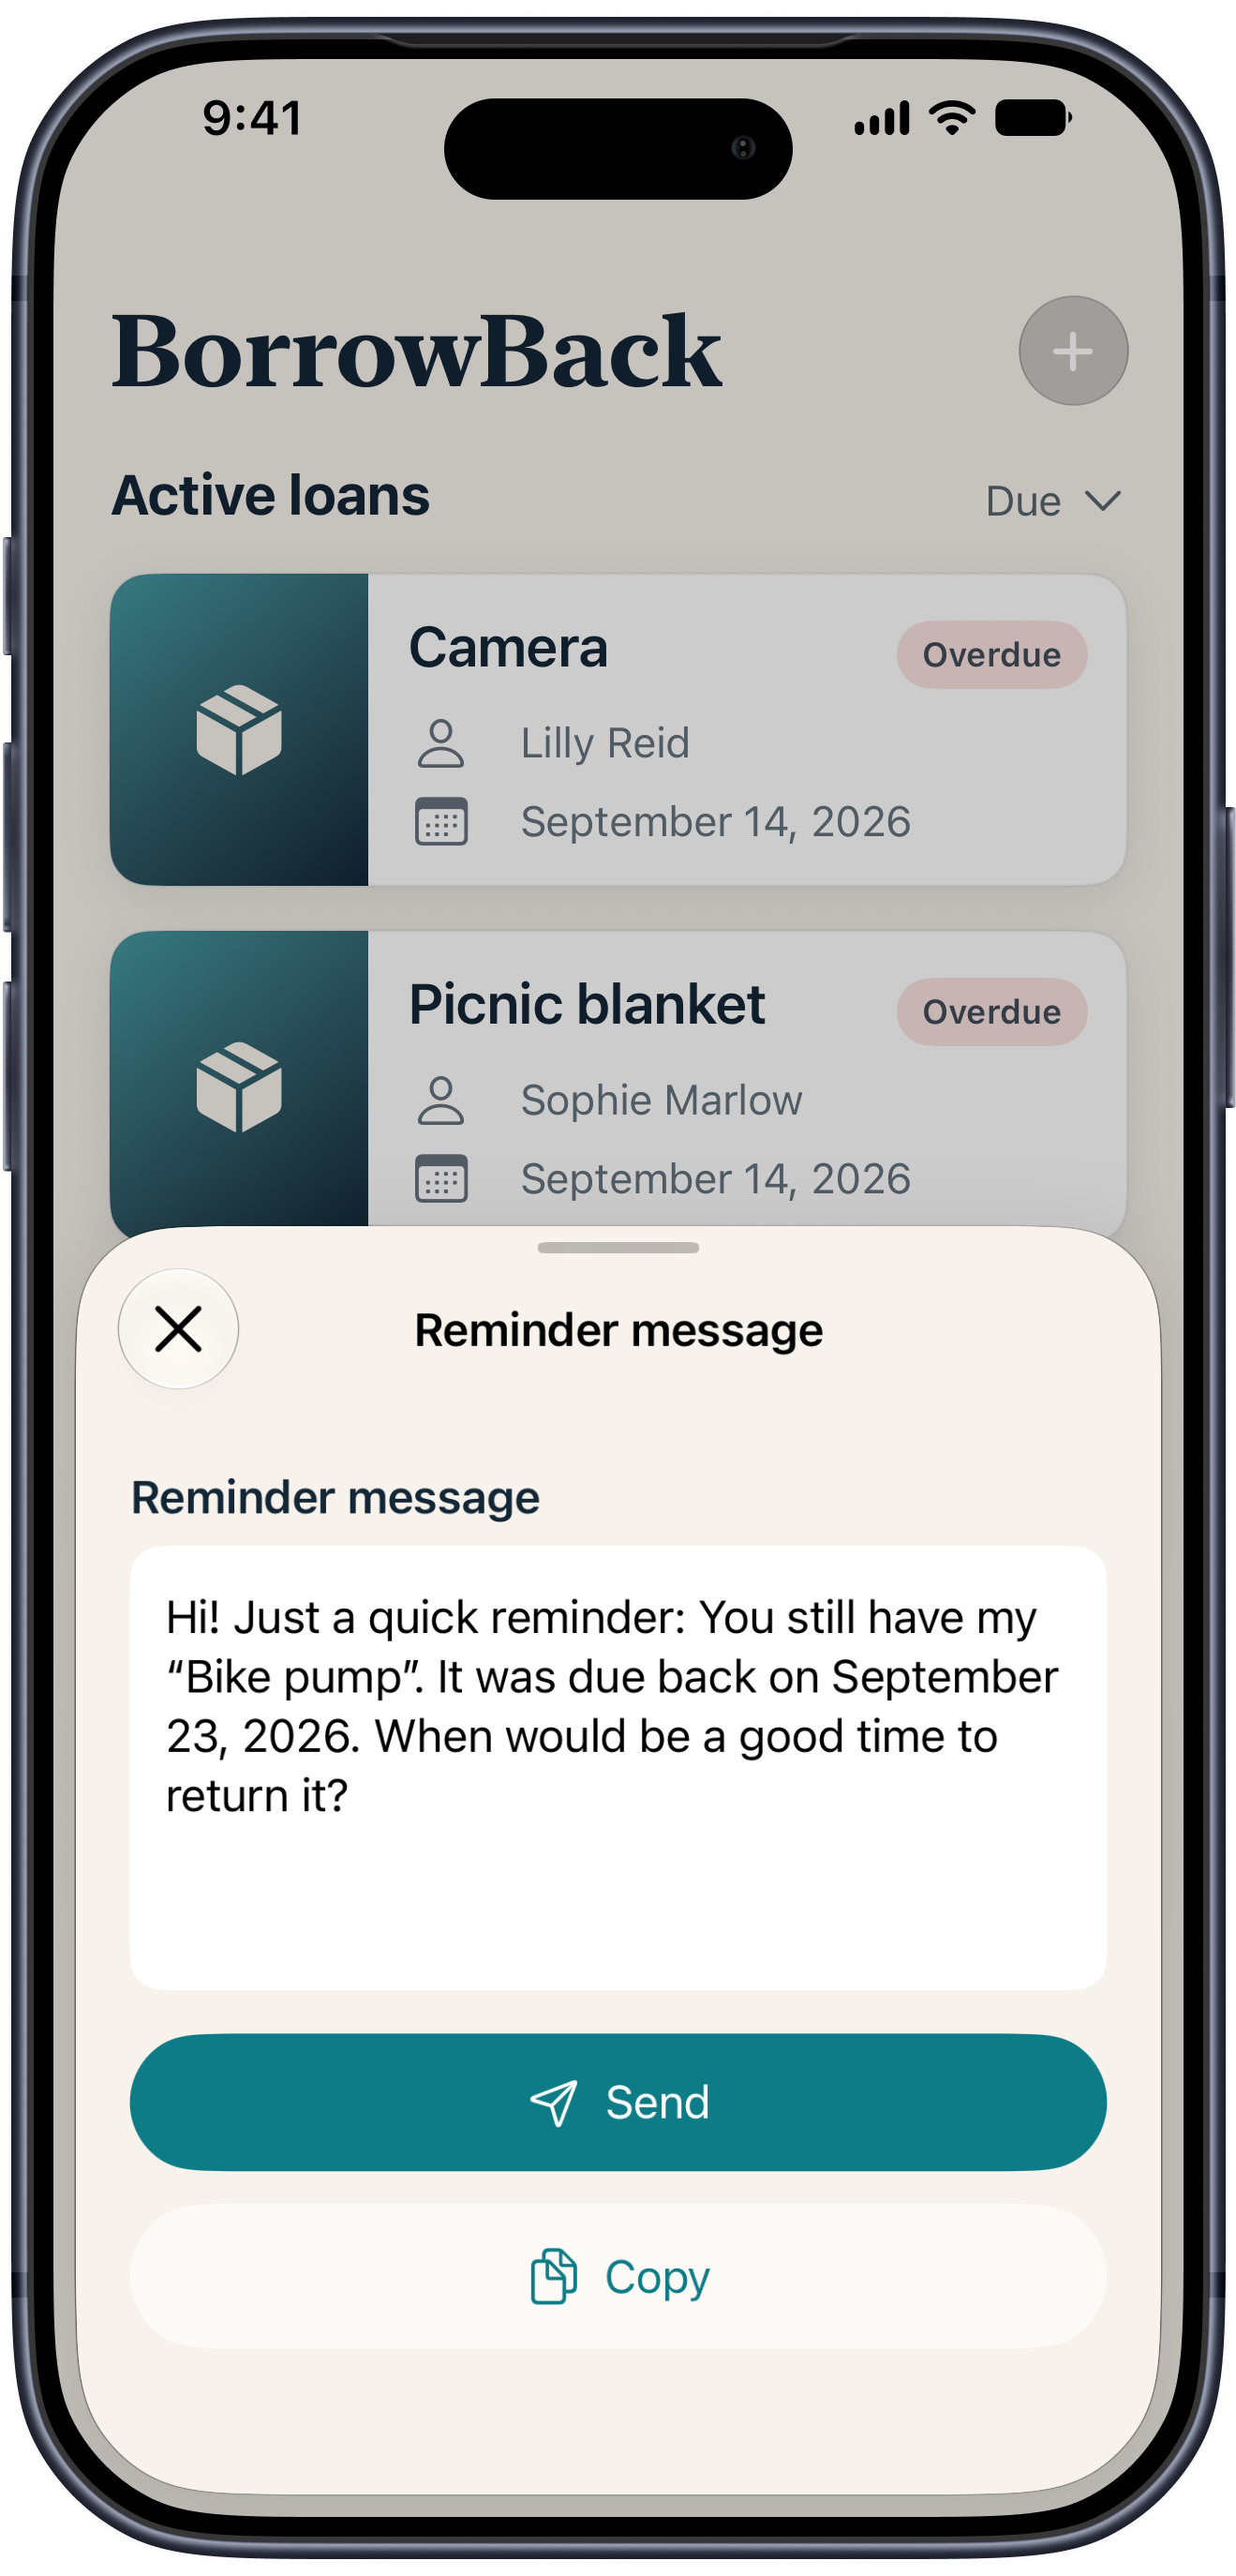 9:41
BorrowBack
Active loans
Due
Camera
Overdue
Lilly Reid
September 14, 2026
Picnic blanket
Overdue
Sophie Marlow
September 14, 2026
Reminder message
Reminder message
Hi! Just a quick reminder: You still have my
“Bike pump”. It was due back on September
23, 2026. When would be a good time to
return it?
Send
Copy